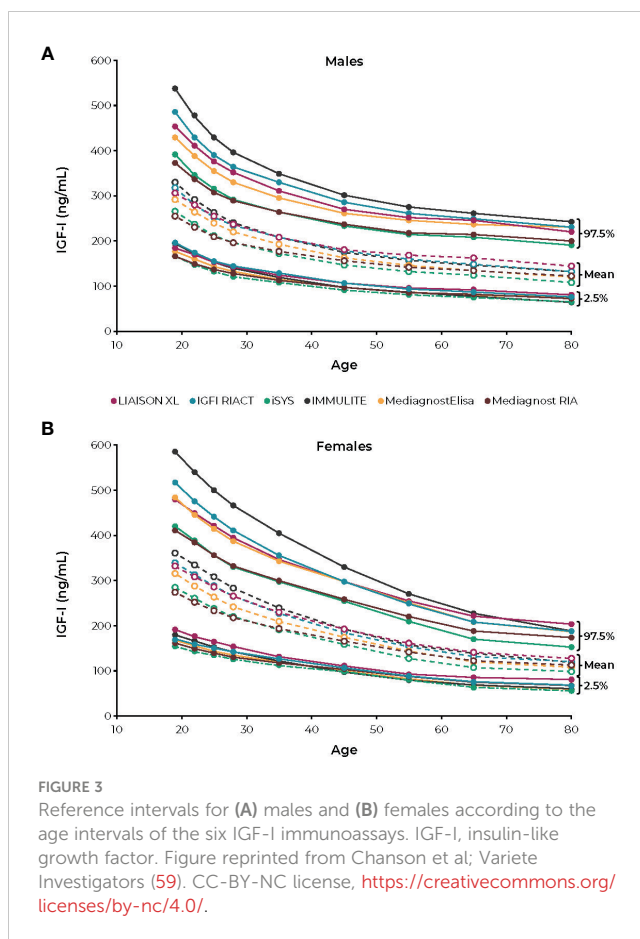 A
Males
600
500
400
300
200
100
0
IGF-I (ng/mL)
97.5%
Mean
2.5%
10 20 30 40 50 60 70 80
Age
LIAISON XL IGFI RIACT iSYS IMMULITE MediagnostElisa Mediagnost RIA
B
Females
600
500
400
300
200
100
0
IGF-I (ng/mL)
97.5%
Mean
2.5%
10 20 30 40 50 60 70 80
Age
FIGURE 3
Reference intervals for (A) males and (B) females according to the
age intervals of the six IGF-I immunoassays. IGF-I, insulin-like
growth factor. Figure reprinted from Chanson et al; Variete
Investigators (59). CC-BY-NC license, https://creativecommons.org/
licenses/by-nc/4.0/.